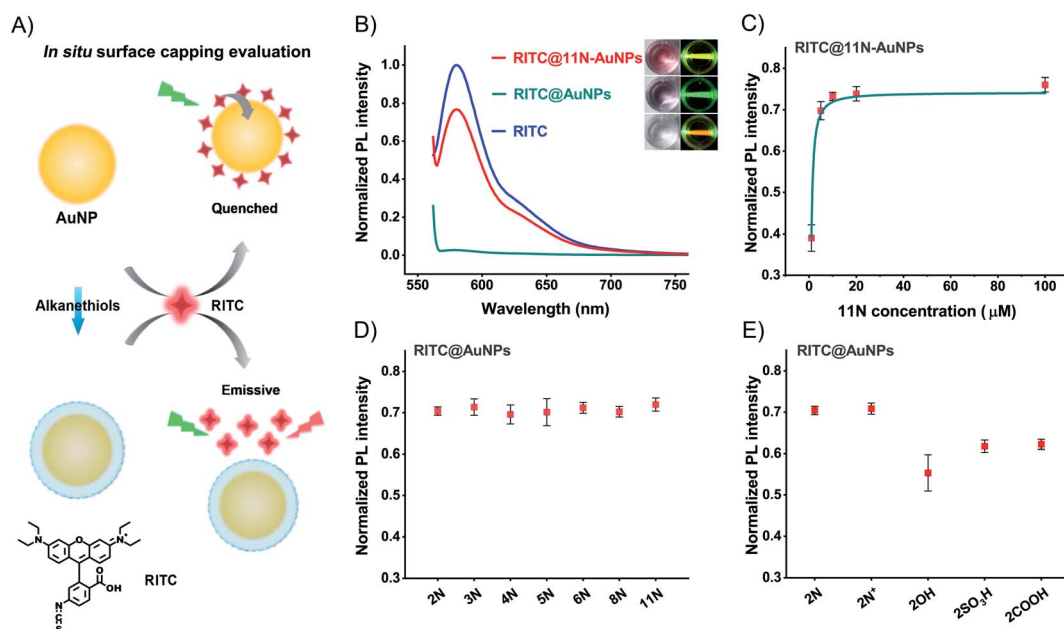 A)
In situ surface capping evaluation
AuNP
Quenched
Alkanethiols
RITC
Emissive
N
O
N+
O
OH
N
C
S
RITC
B)
Normalized PL intensity
1.0
0.8
0.6
0.4
0.2
0.0
RITC@11N-AuNPs
RITC@AuNPs
RITC
550
600
650
700
750
Wavelength (nm)
C)
RITC@11N-AuNPs
Normalized PL intensity
0.8
0.7
0.6
0.5
0.4
0.3
0
20
40
60
80
100
11N concentration ( μM)
D)
RITC@AuNPs
Normalized PL intensity
0.8
0.7
0.6
0.5
0.4
0.3
2N
3N
4N
5N
6N
8N
11N
E)
RITC@AuNPs
Normalized PL intensity
0.8
0.7
0.6
0.5
0.4
0.3
2N
2N⁺
2OH
2SO₃H
2COOH